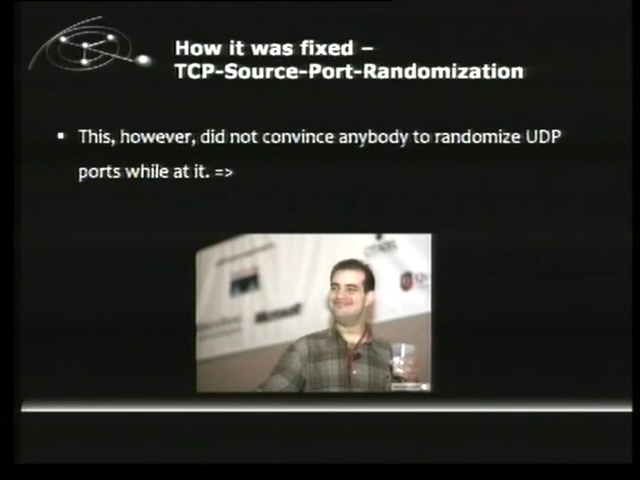 How it was fixed –
TCP-Source-Port-Randomization
▪ This, however, did not convince anybody to randomize UDP
ports while at it. =>
Microsoft